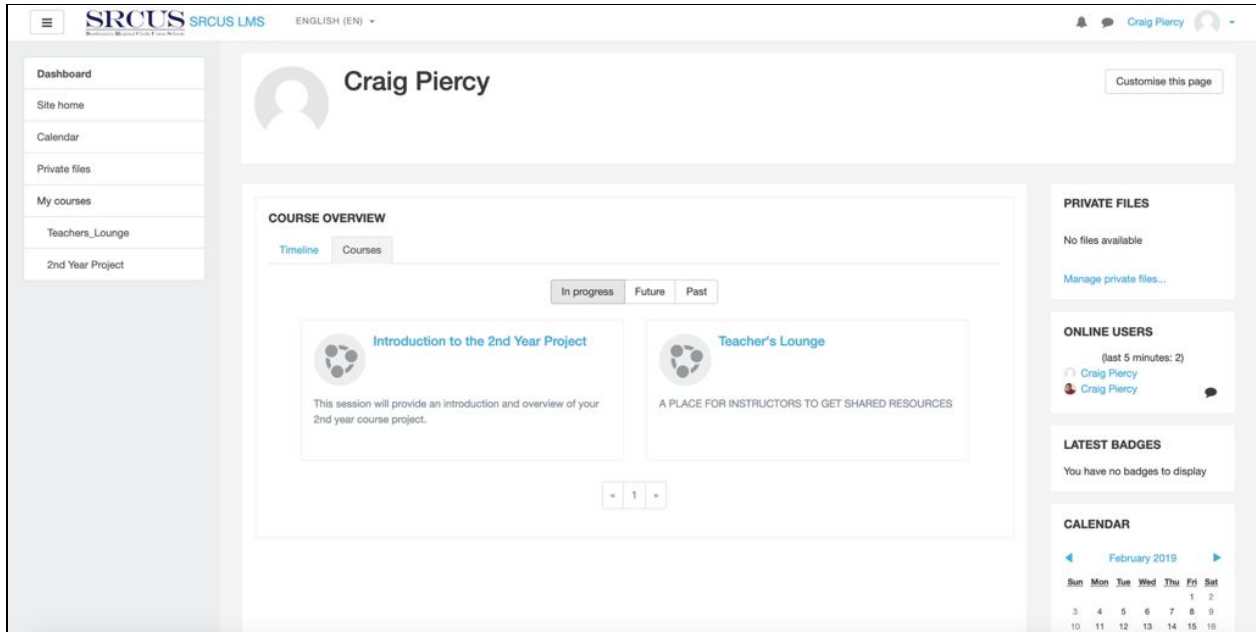 SRCUS SRCUS LMS ENGLISH (EN)
Craig Piercy
Dashboard
Site home
Calendar
Private files
My courses
Teachers_Lounge
2nd Year Project
Craig Piercy
Customise this page
COURSE OVERVIEW
Timeline Courses
In progress Future Past
Introduction to the 2nd Year Project
This session will provide an introduction and overview of your
2nd year course project.
Teacher's Lounge
A PLACE FOR INSTRUCTORS TO GET SHARED RESOURCES
« 1 »
PRIVATE FILES
No files available
Manage private files...
ONLINE USERS
(last 5 minutes: 2)
Craig Piercy
Craig Piercy
LATEST BADGES
You have no badges to display
CALENDAR
February 2019
Sun Mon Tue Wed Thu Fri Sat
1 2
3 4 5 6 7 8 9
10 11 12 13 14 15 16